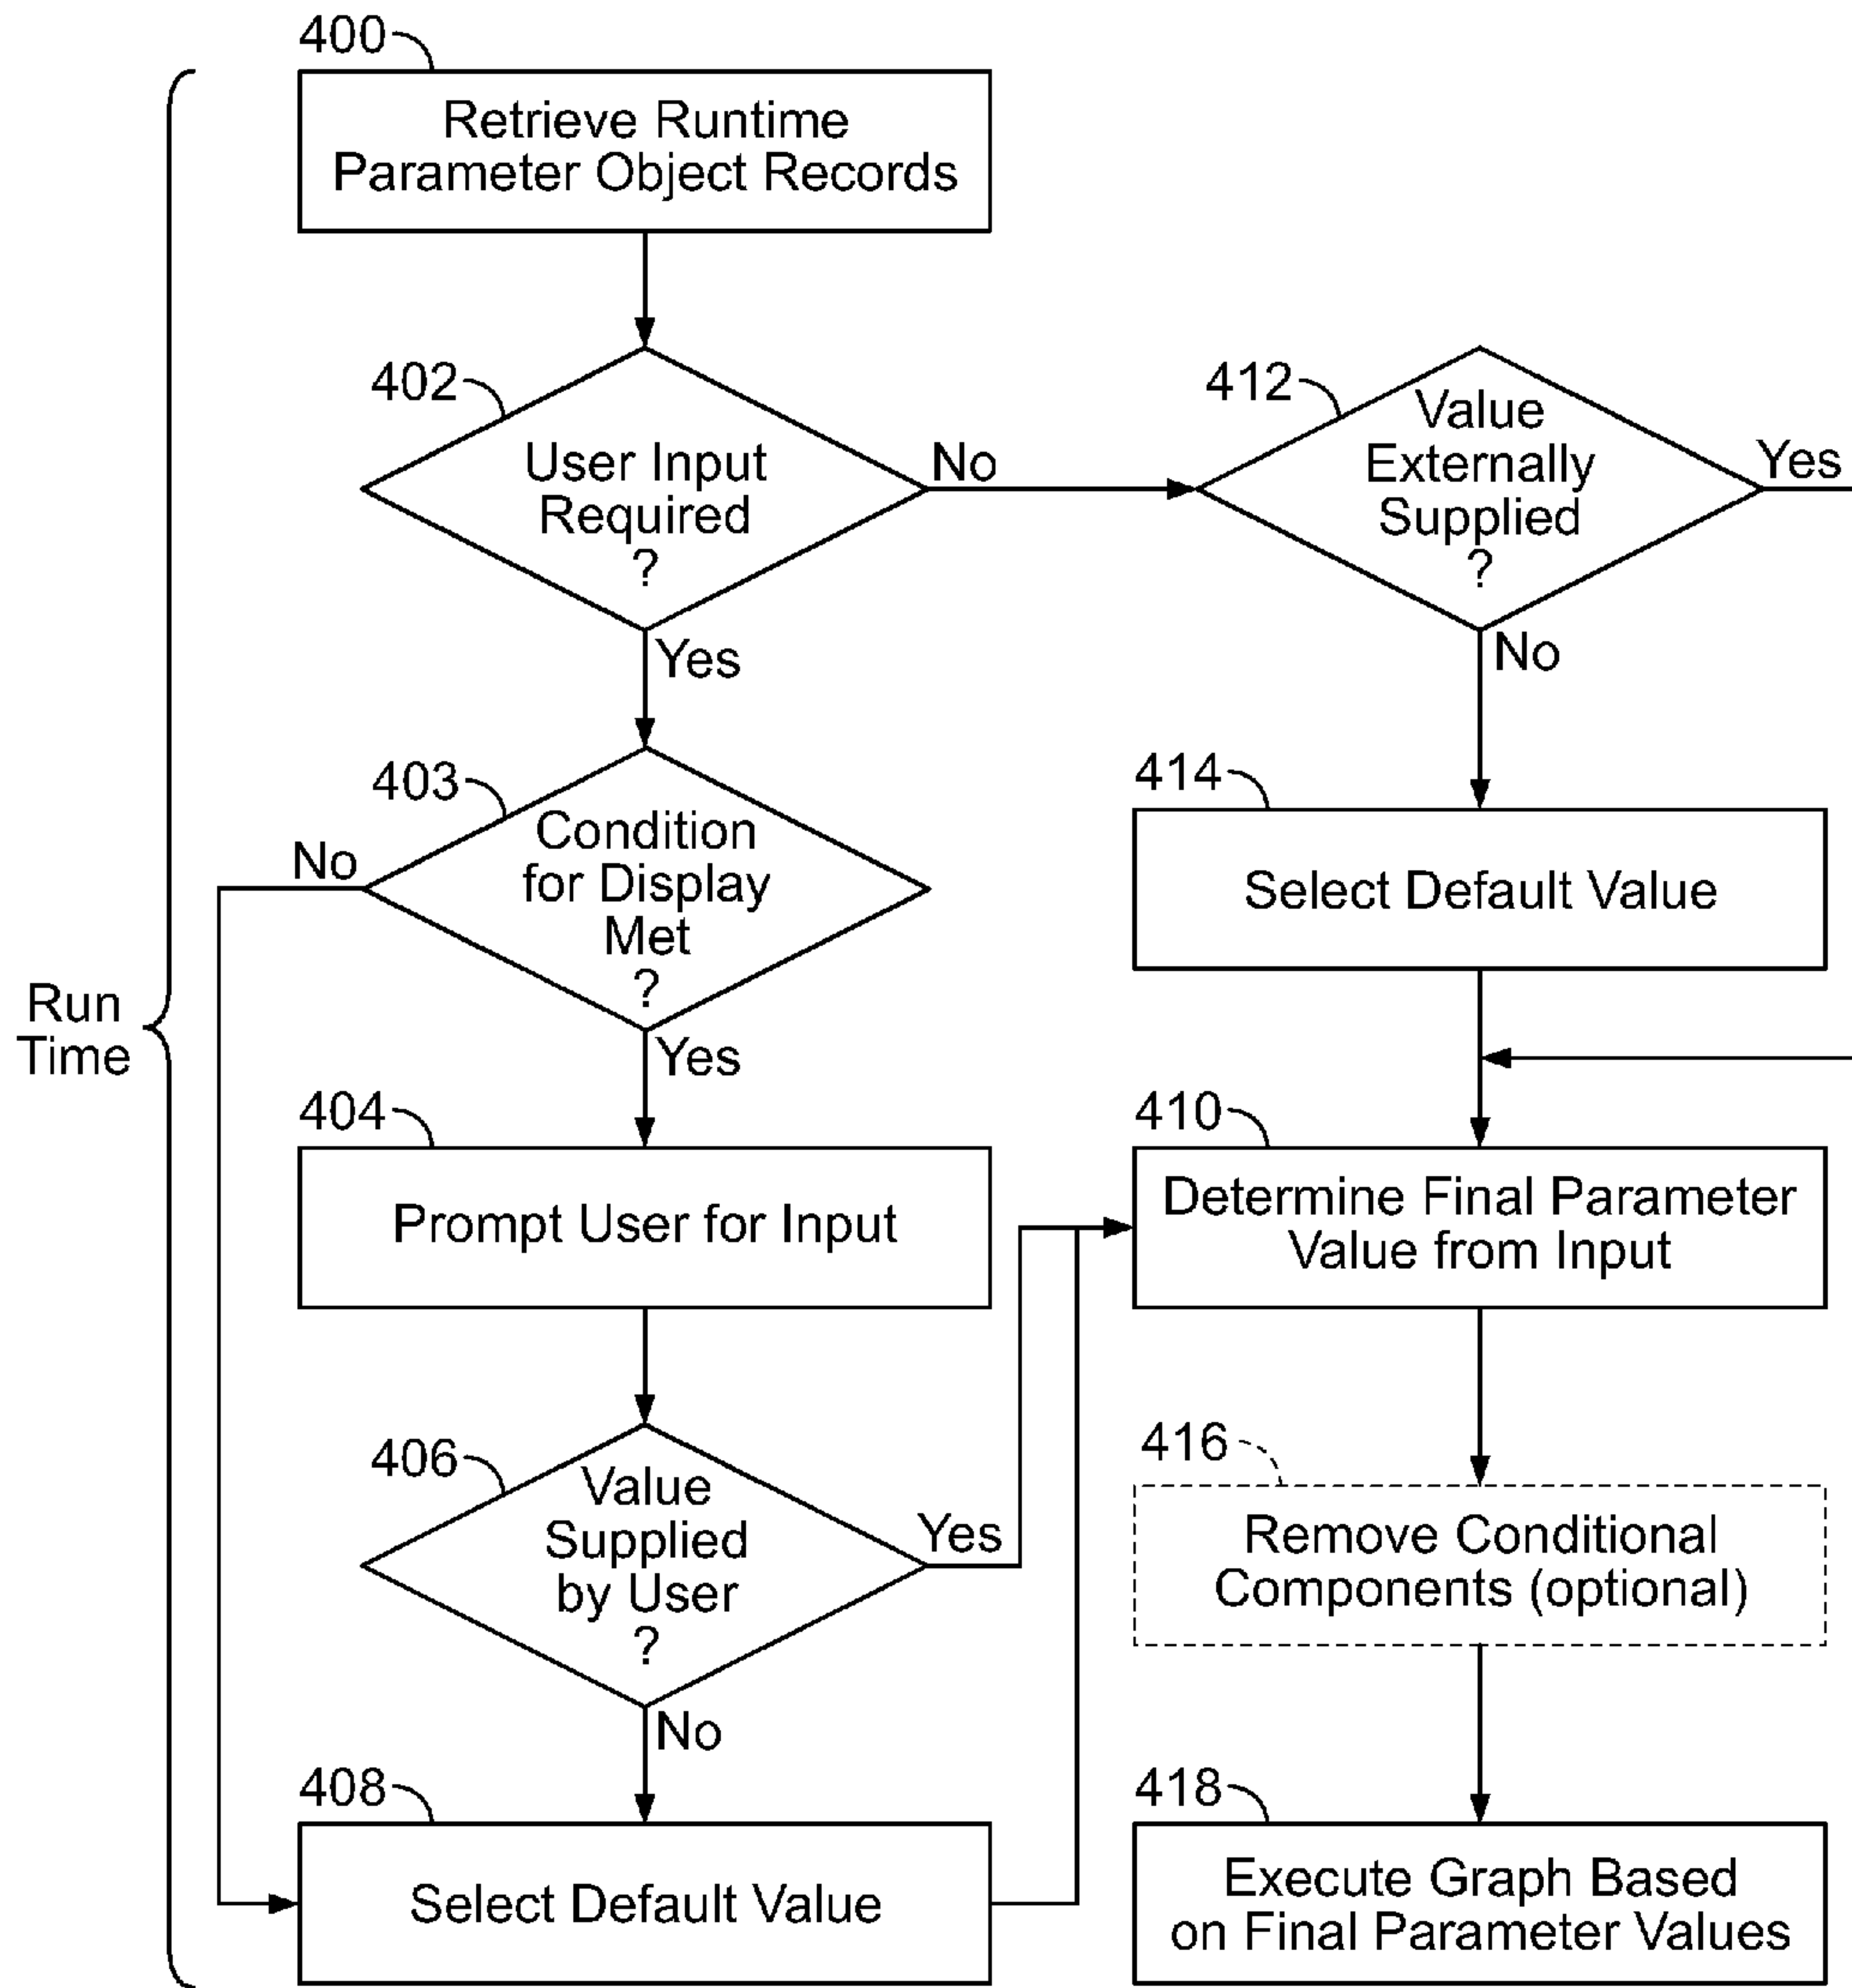 400
Retrieve Runtime
Parameter Object Records
402
User Input
Required
?
No
Yes
412
Value
Externally
Supplied
?
Yes
No
403
Condition
for Display
Met
?
No
Yes
414
Select Default Value
Run
Time
404
Prompt User for Input
410
Determine Final Parameter
Value from Input
406
Value
Supplied
by User
?
Yes
No
416
Remove Conditional
Components (optional)
408
Select Default Value
418
Execute Graph Based
on Final Parameter Values